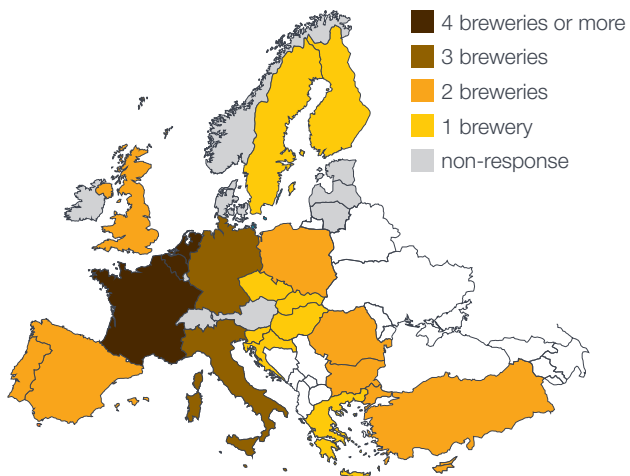 4 breweries or more
3 breweries
2 breweries
1 brewery
non-response